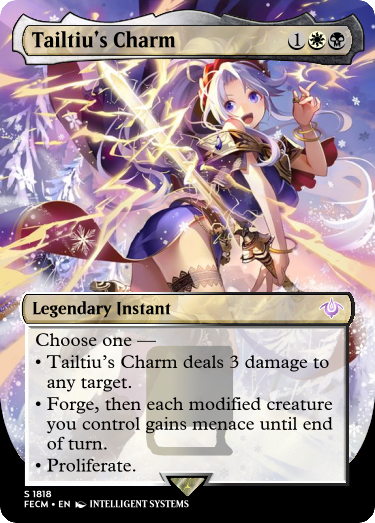 Tailtiu's Charm 1
Legendary Instant
Choose one —
• Tailtiu's Charm deals 3 damage to
any target.
• Forge, then each modified creature
you control gains menace until end
of turn.
• Proliferate.
S 1818
FECM • EN INTELLIGENT SYSTEMS